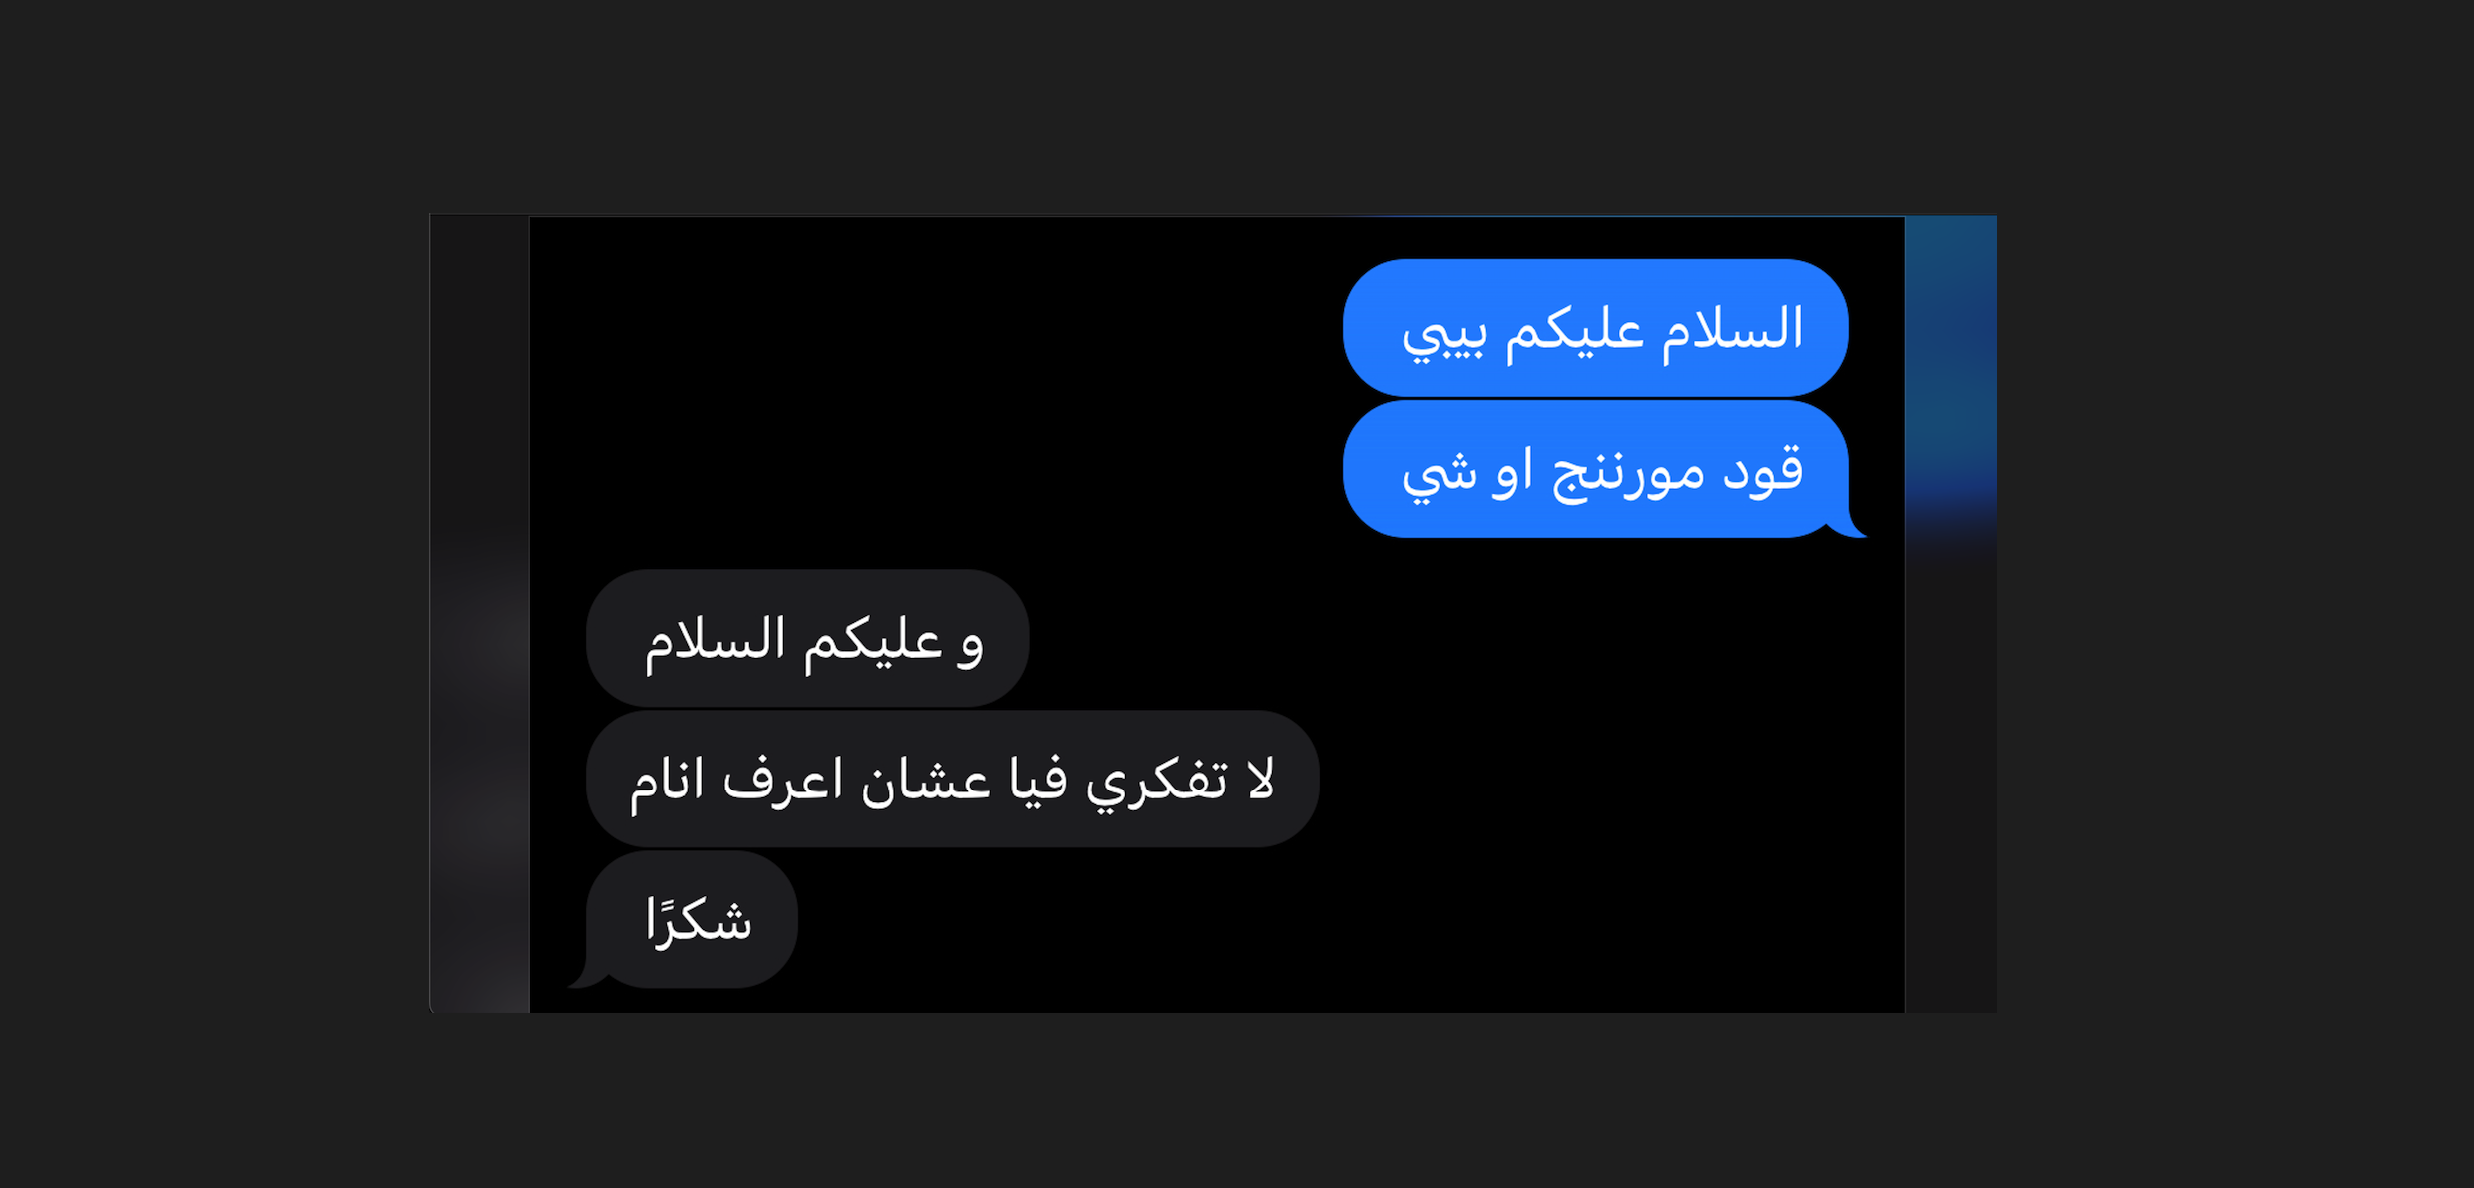 السلام عليكم بيبي
قود مورننج او شي
و عليكم السلام
لا تفكري فيا عشان اعرف انام
شكرًا